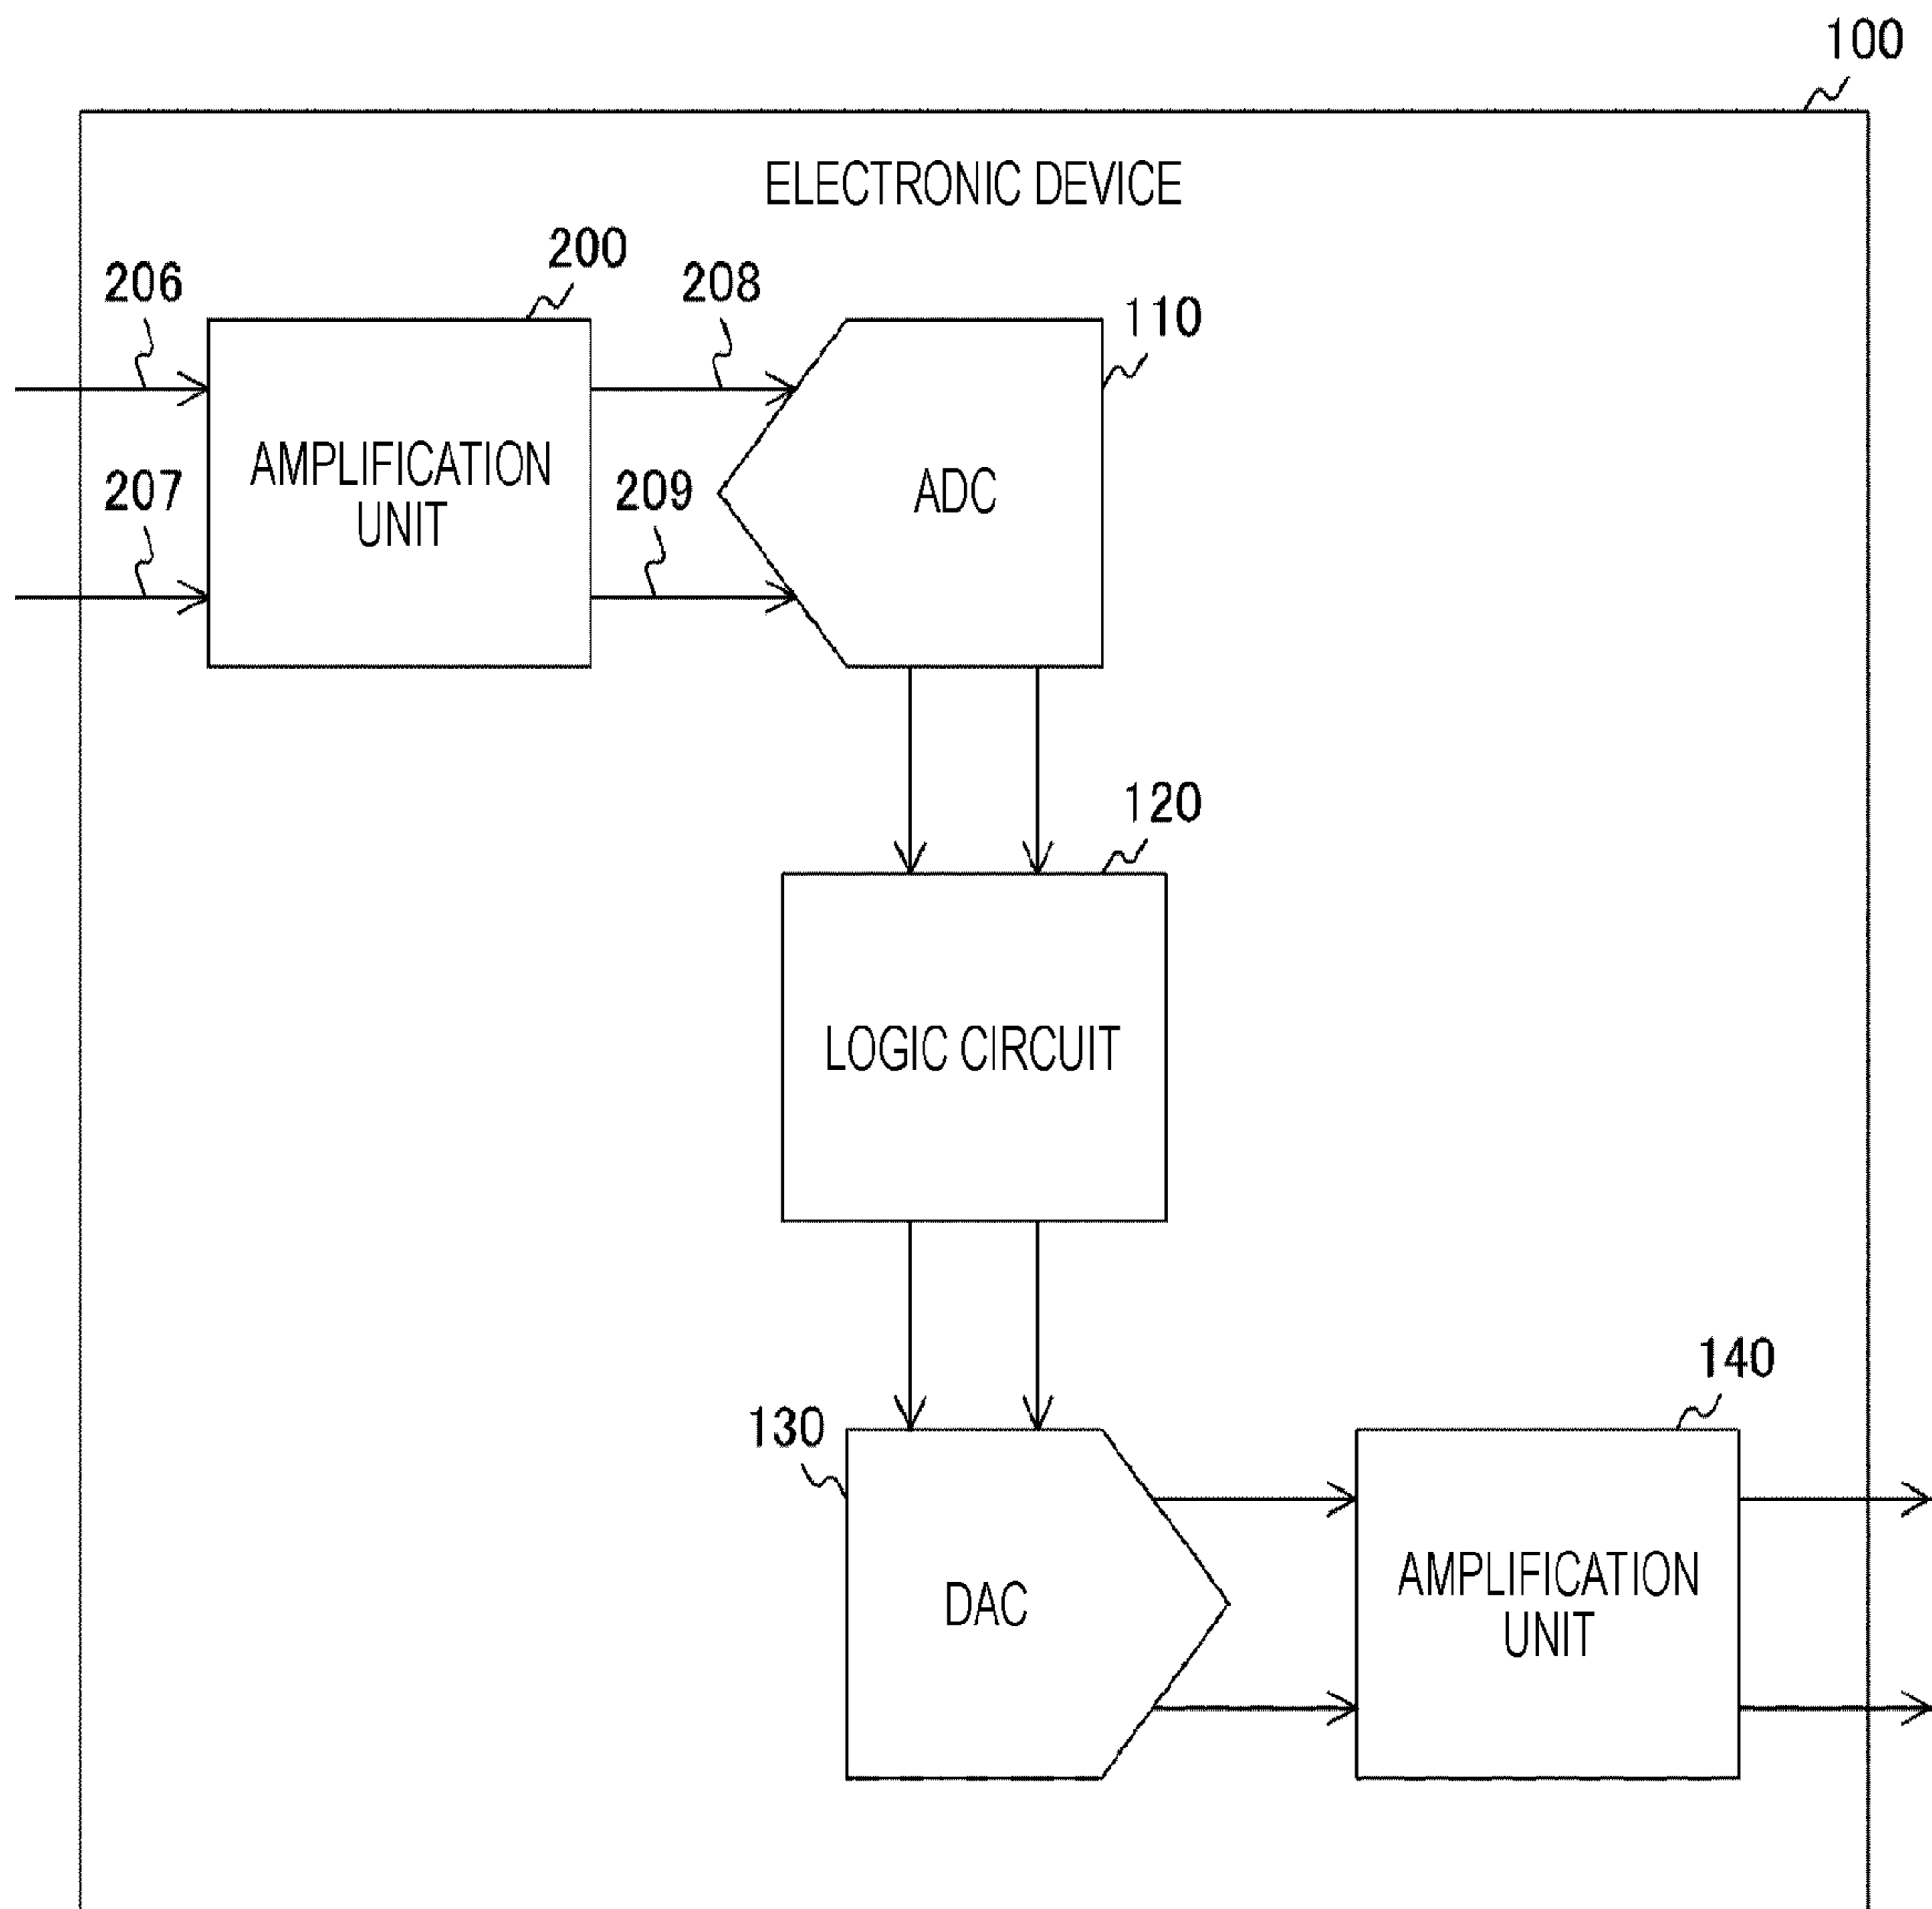 100
ELECTRONIC DEVICE
206
200
208
110
AMPLIFICATION
UNIT
ADC
207
209
120
LOGIC CIRCUIT
130
140
DAC
AMPLIFICATION
UNIT